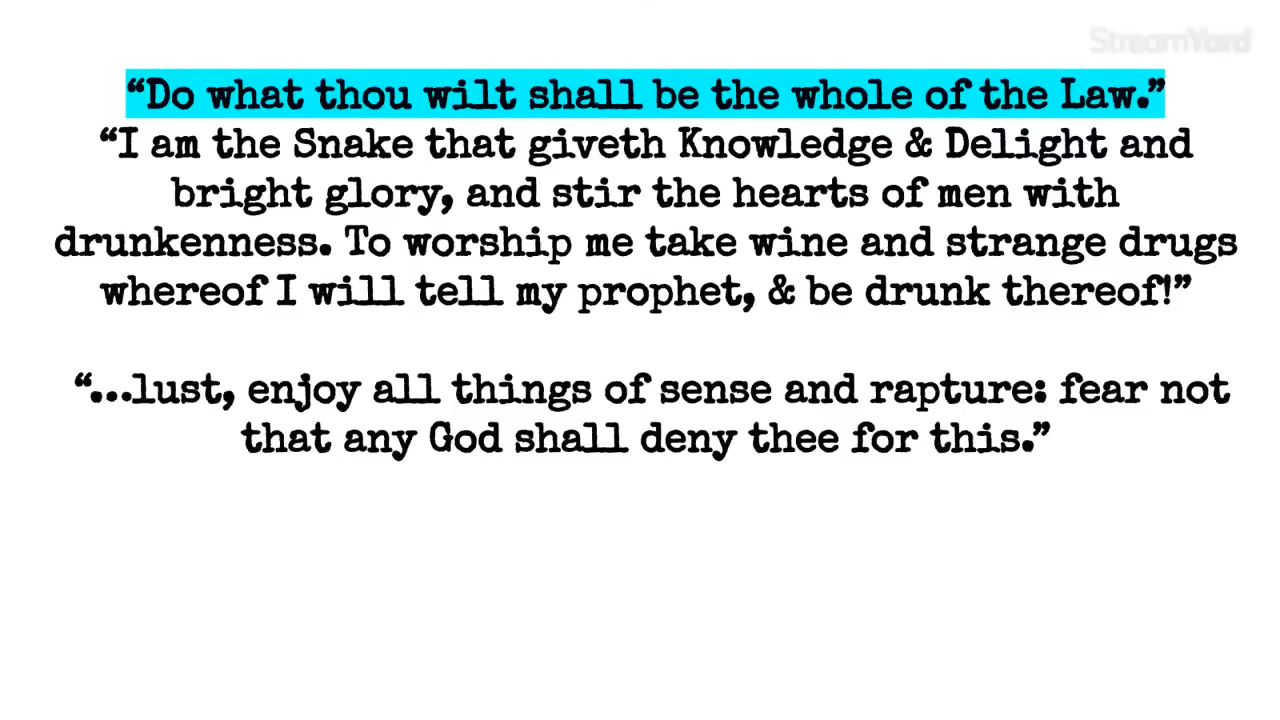 StreamYard
“Do what thou wilt shall be the whole of the Law.”
“I am the Snake that giveth Knowledge & Delight and
bright glory, and stir the hearts of men with
drunkenness. To worship me take wine and strange drugs
whereof I will tell my prophet, & be drunk thereof!”
“...lust, enjoy all things of sense and rapture: fear not
that any God shall deny thee for this.”